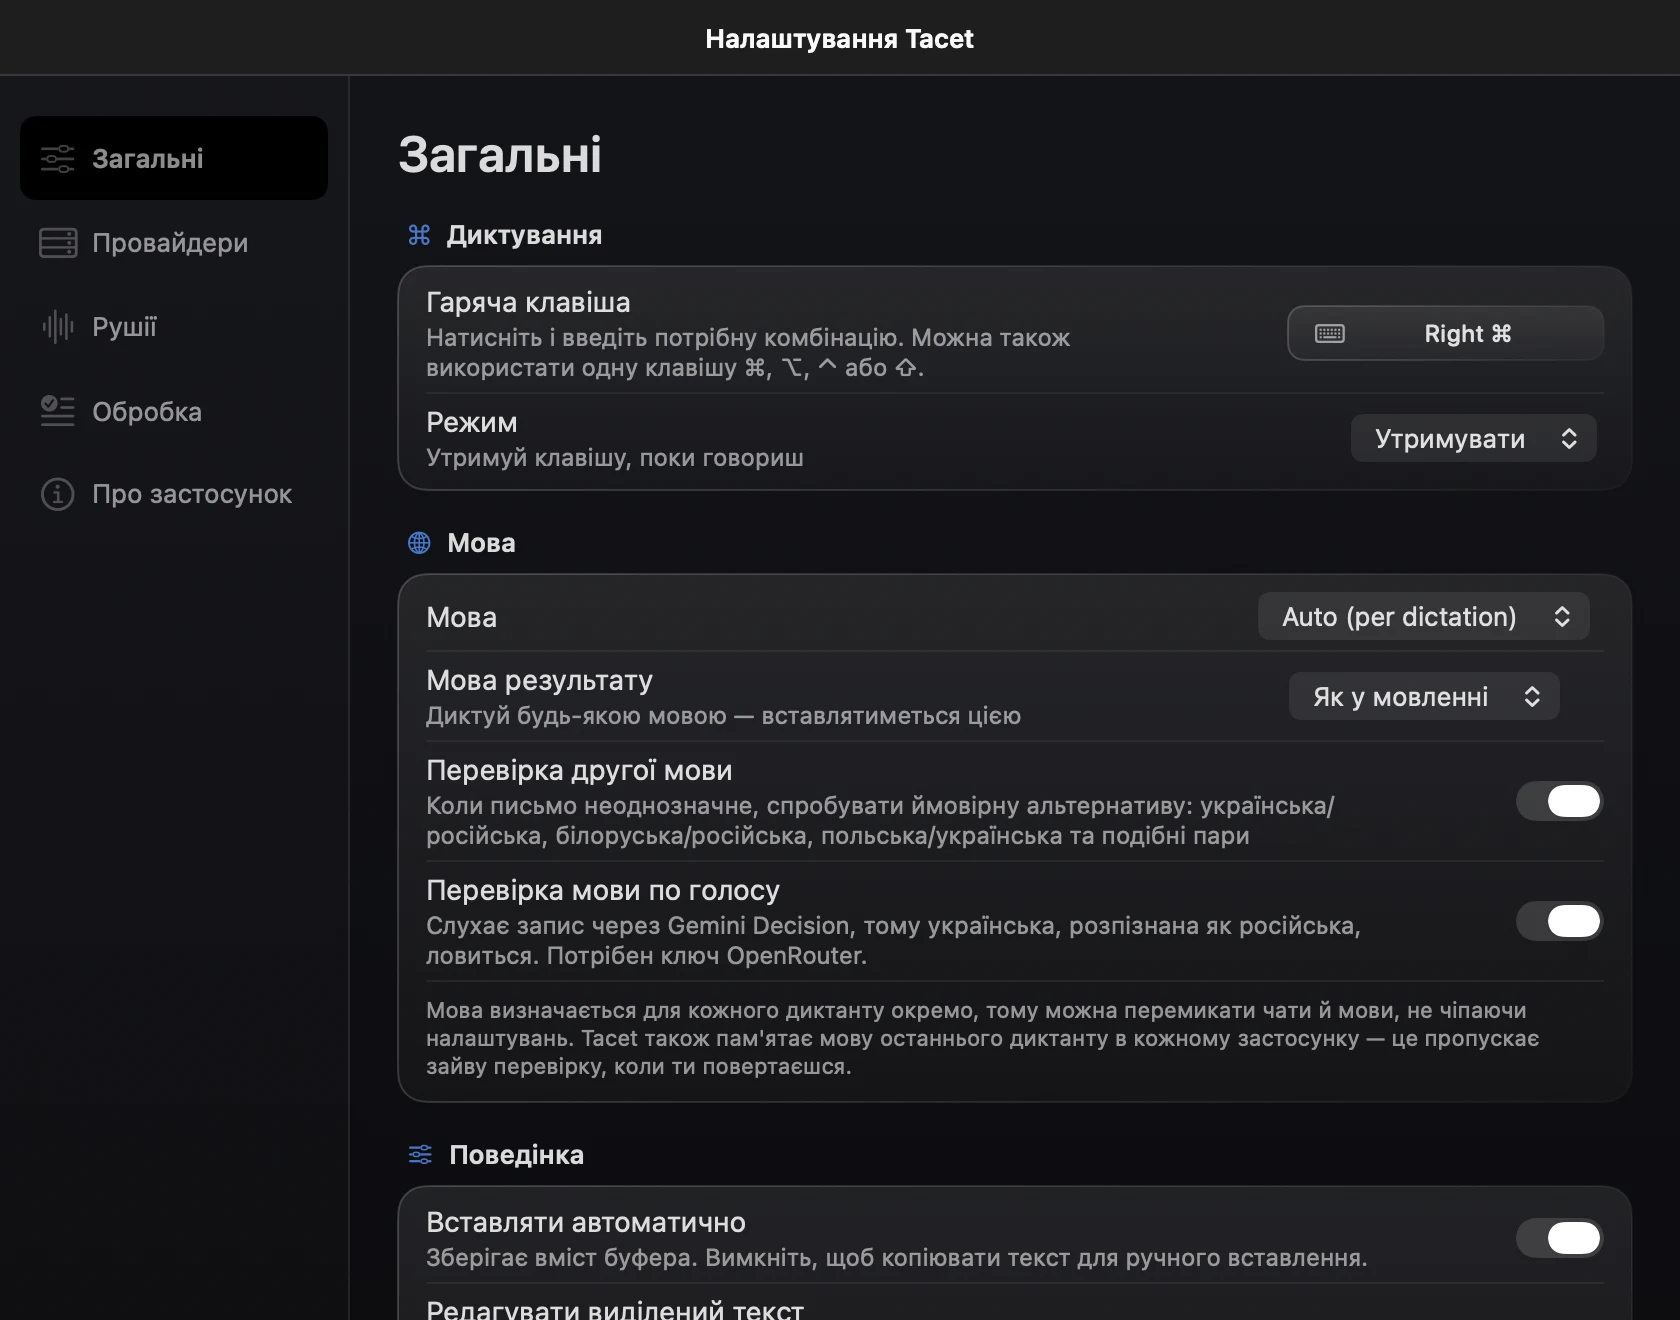 Налаштування Tacet
Загальні
Провайдери
Рушії
Обробка
Про застосунок
Загальні
⌘ Диктування
Гаряча клавіша
Натисніть і введіть потрібну комбінацію. Можна також
використати одну клавішу ⌘, ⌥, ^ або ⇧.
Right ⌘
Режим
Утримуй клавішу, поки говориш
Утримувати
Мова
Мова
Auto (per dictation)
Мова результату
Диктуй будь-якою мовою — вставлятиметься цією
Як у мовленні
Перевірка другої мови
Коли письмо неоднозначне, спробувати ймовірну альтернативу: українська/
російська, білоруська/російська, польська/українська та подібні пари
Перевірка мови по голосу
Слухає запис через Gemini Decision, тому українська, розпізнана як російська,
ловиться. Потрібен ключ OpenRouter.
Мова визначається для кожного диктанту окремо, тому можна перемикати чати й мови, не чіпаючи
налаштувань. Tacet також пам'ятає мову останнього диктанту в кожному застосунку — це пропускає
зайву перевірку, коли ти повертаєшся.
Поведінка
Вставляти автоматично
Зберігає вміст буфера. Вимкніть, щоб копіювати текст для ручного вставлення.
Редагувати виділений текст